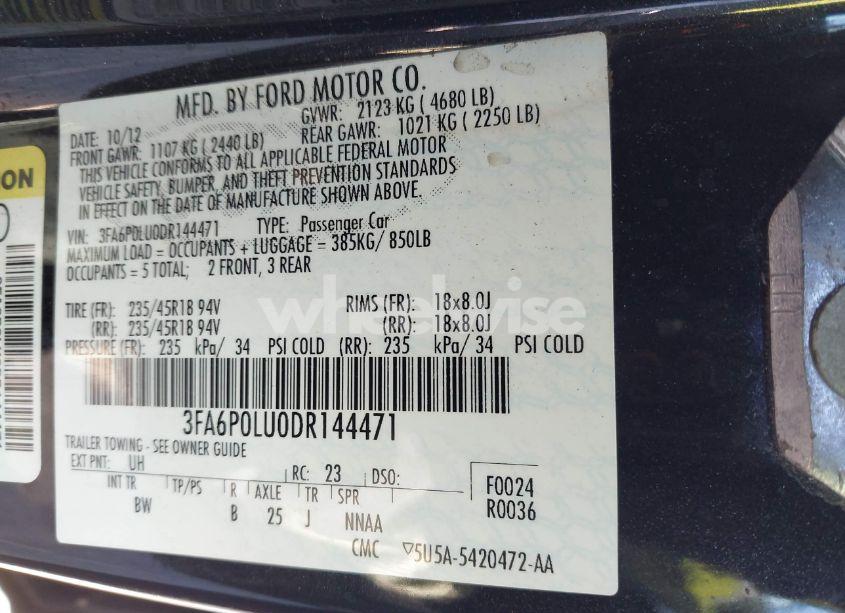 MFD. BY FORD MOTOR CO.
DATE: 10/12 GVWR: 2123 KG ( 4680 LB)
FRONT GAWR: 1107 KG ( 2440 LB) REAR GAWR: 1021 KG ( 2250 LB)
THIS VEHICLE CONFORMS TO ALL APPLICABLE FEDERAL MOTOR
VEHICLE SAFETY, BUMPER, AND THEFT PREVENTION STANDARDS
IN EFFECT ON THE DATE OF MANUFACTURE SHOWN ABOVE.
VIN: 3FA6P0LU0DR144471 TYPE: Passenger Car
MAXIMUM LOAD = OCCUPANTS + LUGGAGE = 385KG/ 850LB
OCCUPANTS = 5 TOTAL; 2 FRONT, 3 REAR
TIRE (FR): 235/45R18 94V RIMS (FR): 18x8.0J
(RR): 235/45R18 94V (RR): 18x8.0J
PRESSURE (FR): 235 kPa/ 34 PSI COLD (RR): 235 kPa/ 34 PSI COLD
3FA6P0LU0DR144471
TRAILER TOWING - SEE OWNER GUIDE
EXT PNT: UH RC: 23 DSO:
INT TR TP/PS R AXLE TR SPR
BW B 25 J NNAA
F0024
R0036
CMC ▽5U5A-5420472-AA
ON
wheelwise